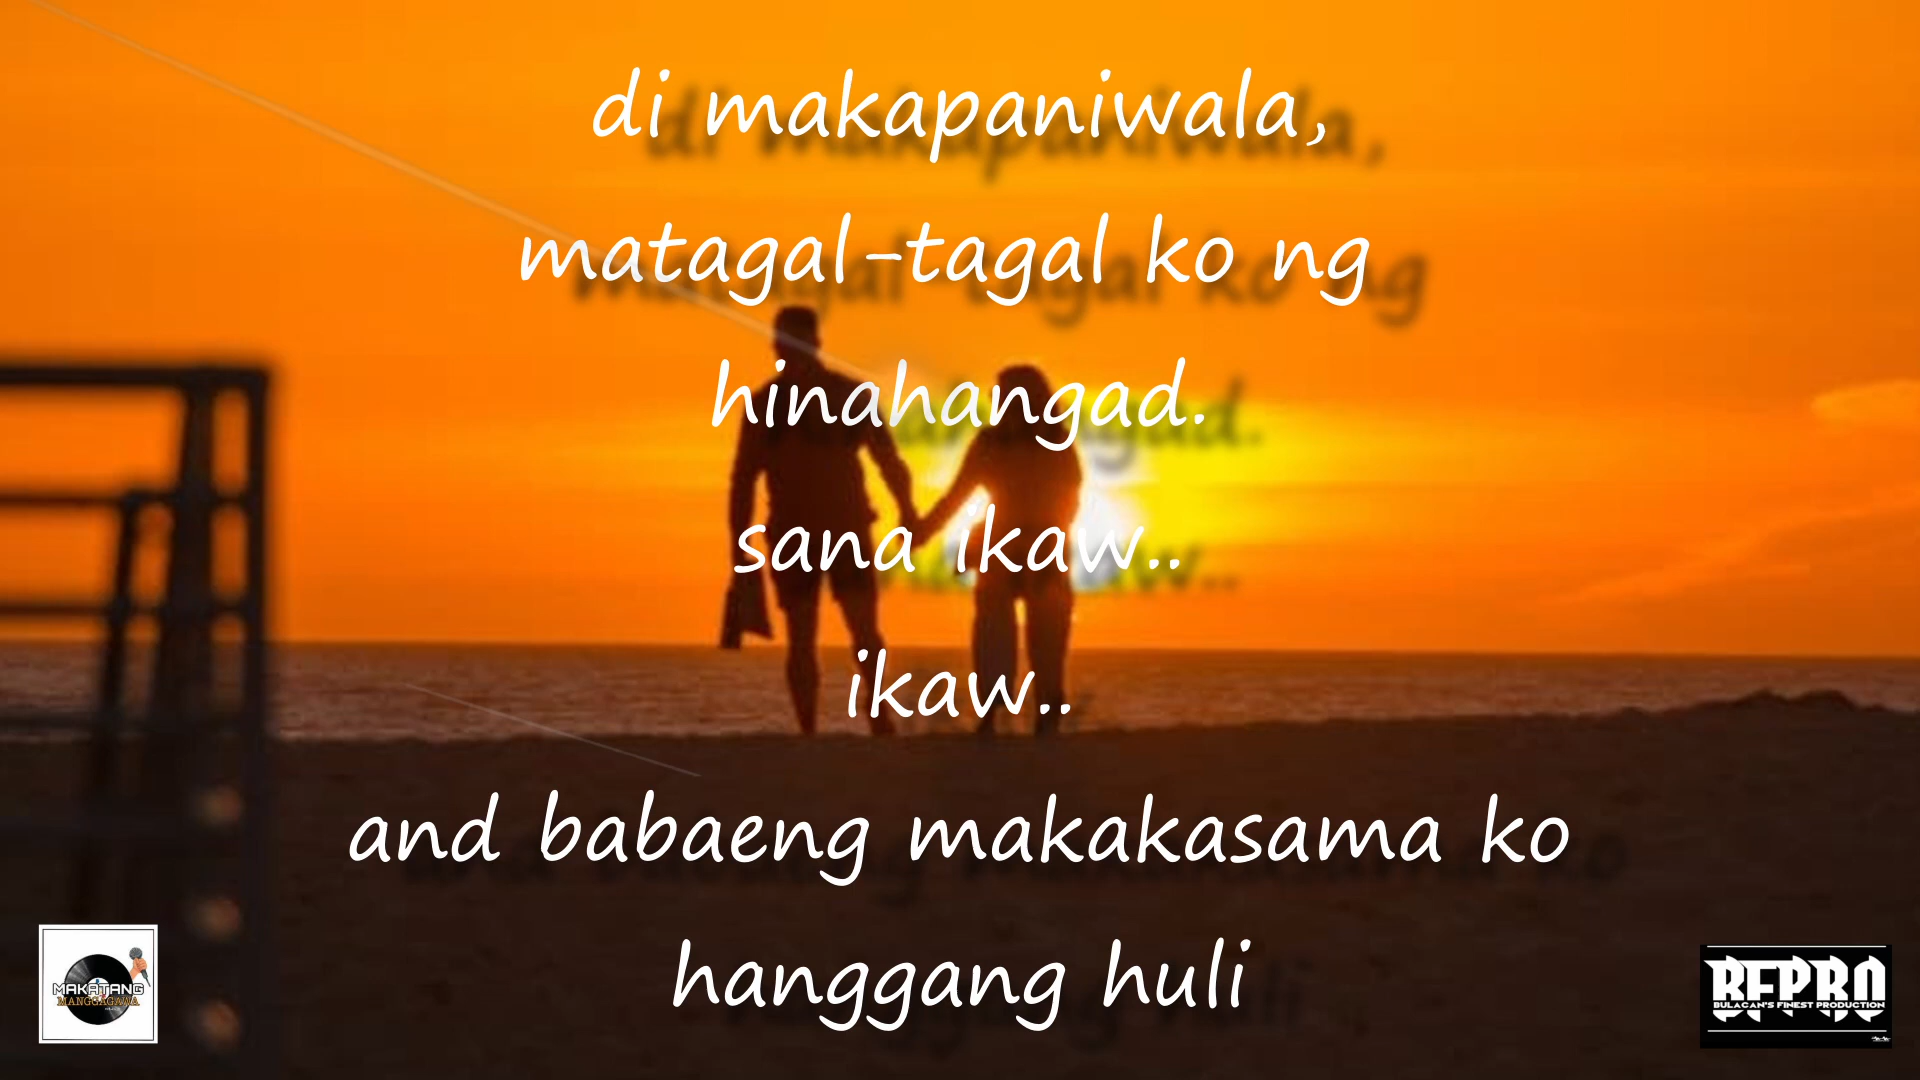 di makapaniwala,
matagal-tagal ko ng
hinahangad.
sana ikaw..
ikaw..
and babaeng makakasama ko
hanggang huli
MAKATANG
MANGGAGAWA
BFPRO
BULACAN'S FINEST PRODUCTION